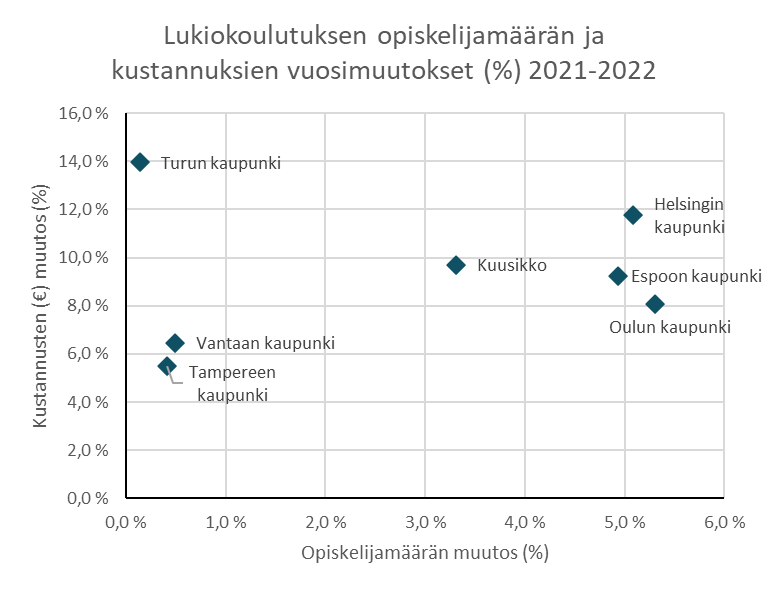 Lukiokoulutuksen opiskelijamäärän ja
kustannuksien vuosimuutokset (%) 2021-2022
Kustannusten (€) muutos (%)
16,0 %
14,0 %
12,0 %
10,0 %
8,0 %
6,0 %
4,0 %
2,0 %
0,0 %
Turun kaupunki
Helsingin
kaupunki
Kuusikko
Espoon kaupunki
Oulun kaupunki
Vantaan kaupunki
Tampereen
kaupunki
0,0 % 1,0 % 2,0 % 3,0 % 4,0 % 5,0 % 6,0 %
Opiskelijamäärän muutos (%)